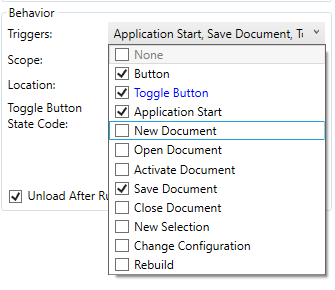 Behavior
Triggers:
Application Start, Save Document, To
Scope:
None
Button
Location:
Toggle Button
Toggle Button
State Code:
Application Start
New Document
Open Document
Activate Document
Unload After Ru
Save Document
Close Document
New Selection
Change Configuration
Rebuild